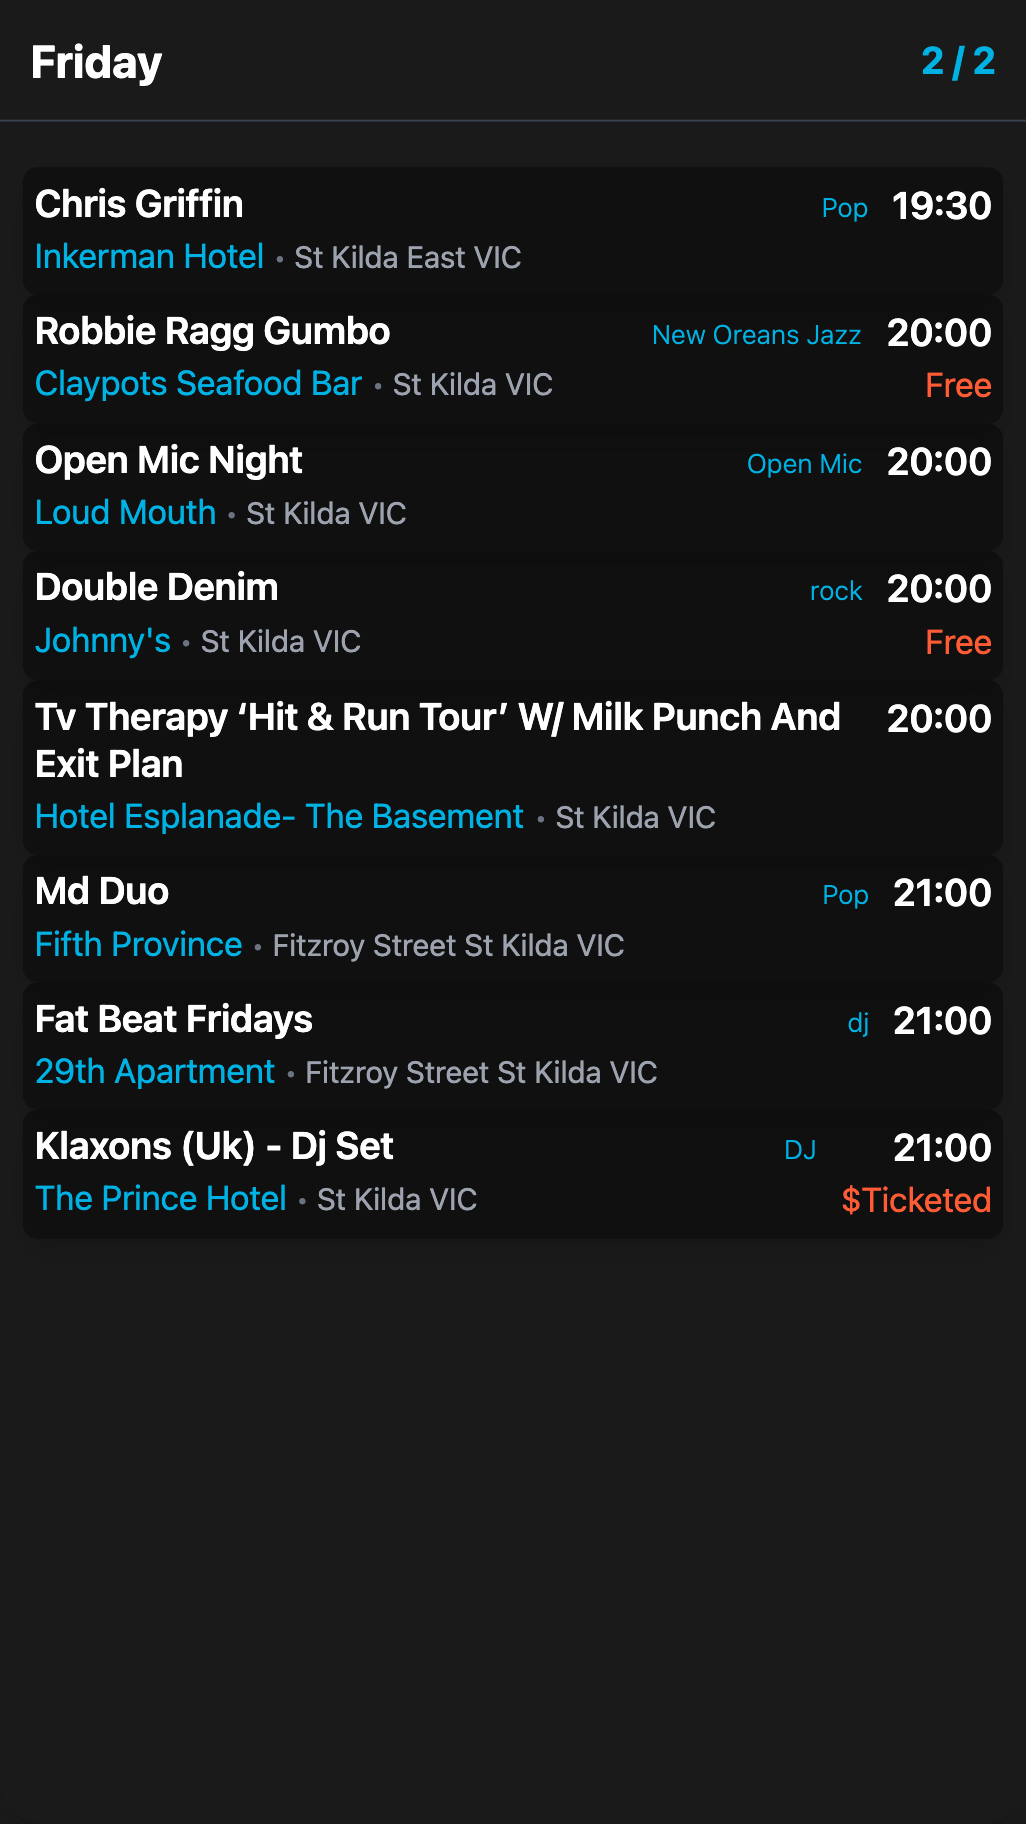 Friday 2 / 2
Chris Griffin Pop 19:30
Inkerman Hotel • St Kilda East VIC
Robbie Ragg Gumbo New Oreans Jazz 20:00
Claypots Seafood Bar • St Kilda VIC Free
Open Mic Night Open Mic 20:00
Loud Mouth • St Kilda VIC
Double Denim rock 20:00
Johnny's • St Kilda VIC Free
Tv Therapy ‘Hit & Run Tour’ W/ Milk Punch And 20:00
Exit Plan
Hotel Esplanade- The Basement • St Kilda VIC
Md Duo Pop 21:00
Fifth Province • Fitzroy Street St Kilda VIC
Fat Beat Fridays dj 21:00
29th Apartment • Fitzroy Street St Kilda VIC
Klaxons (Uk) - Dj Set DJ 21:00
The Prince Hotel • St Kilda VIC $Ticketed